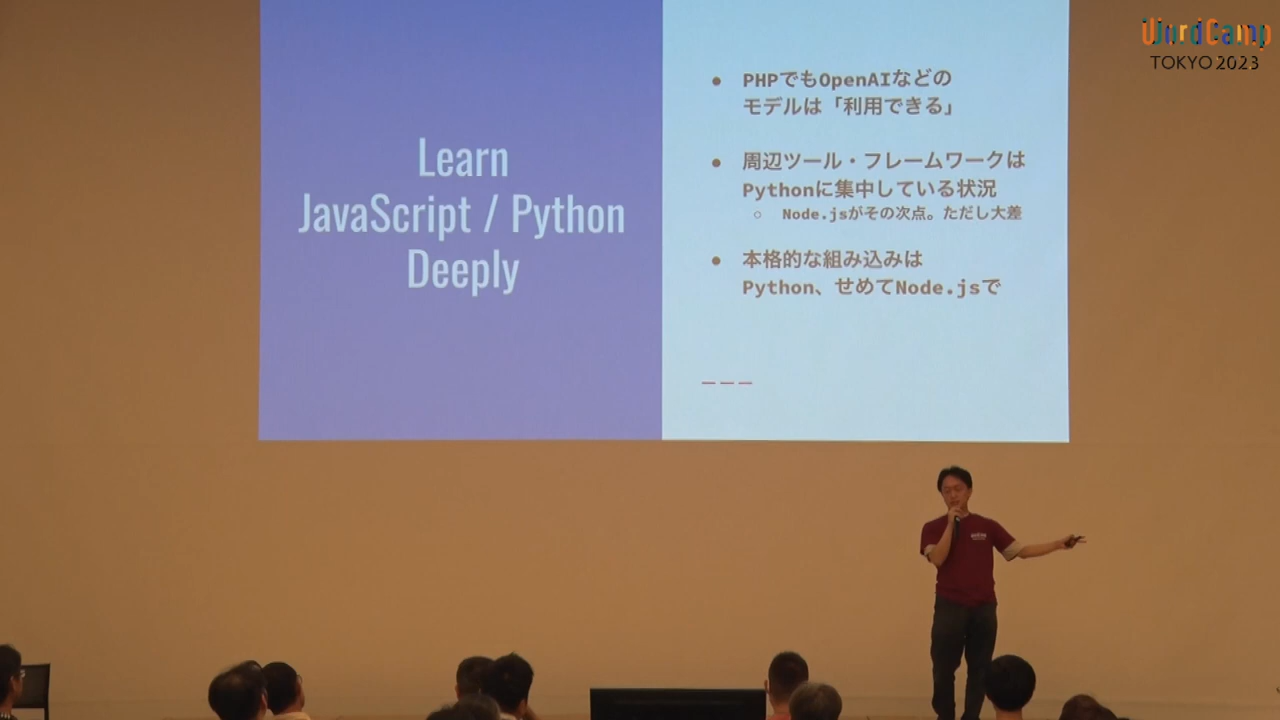 WordCamp
TOKYO 2023
Learn
JavaScript / Python
Deeply
● PHPでもOpenAIなどの
モデルは「利用できる」
● 周辺ツール・フレームワークは
Pythonに集中している状況
○ Node.jsがその次点。ただし大差
● 本格的な組み込みは
Python、せめてNode.jsで